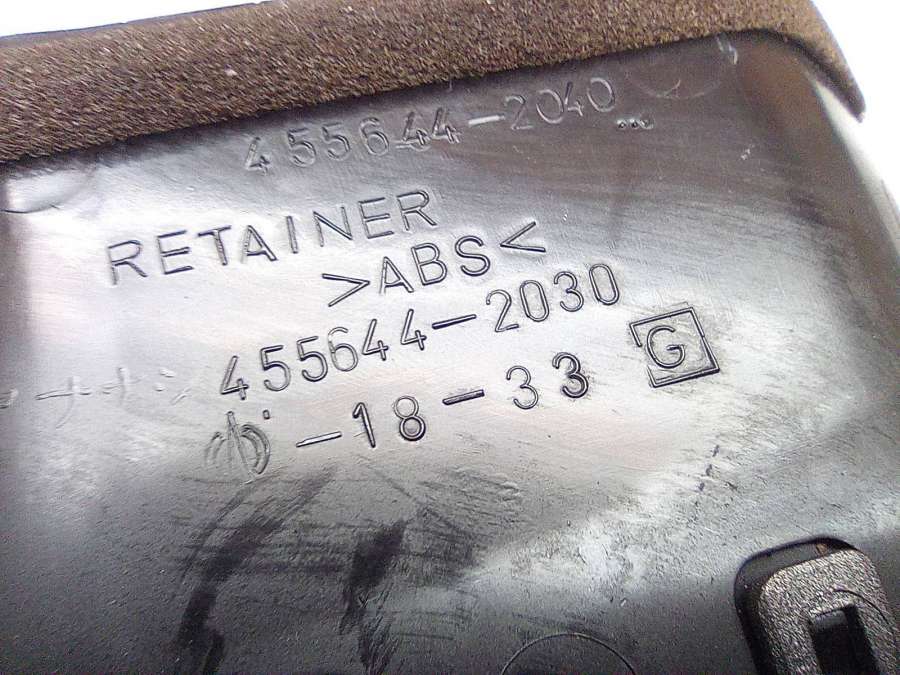 455644-2040
RETAINER
>ABS<
455644-2030
-18-33 G